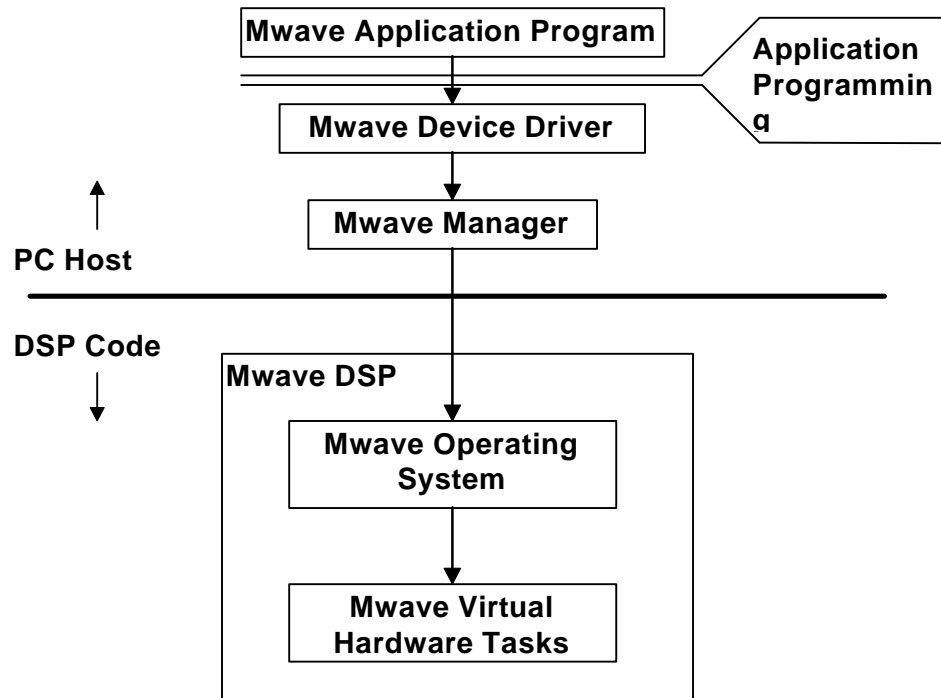 Mwave Application Program
Application
Programmin
g
Mwave Device Driver
Mwave Manager
PC Host
DSP Code
Mwave DSP
Mwave Operating
System
Mwave Virtual
Hardware Tasks